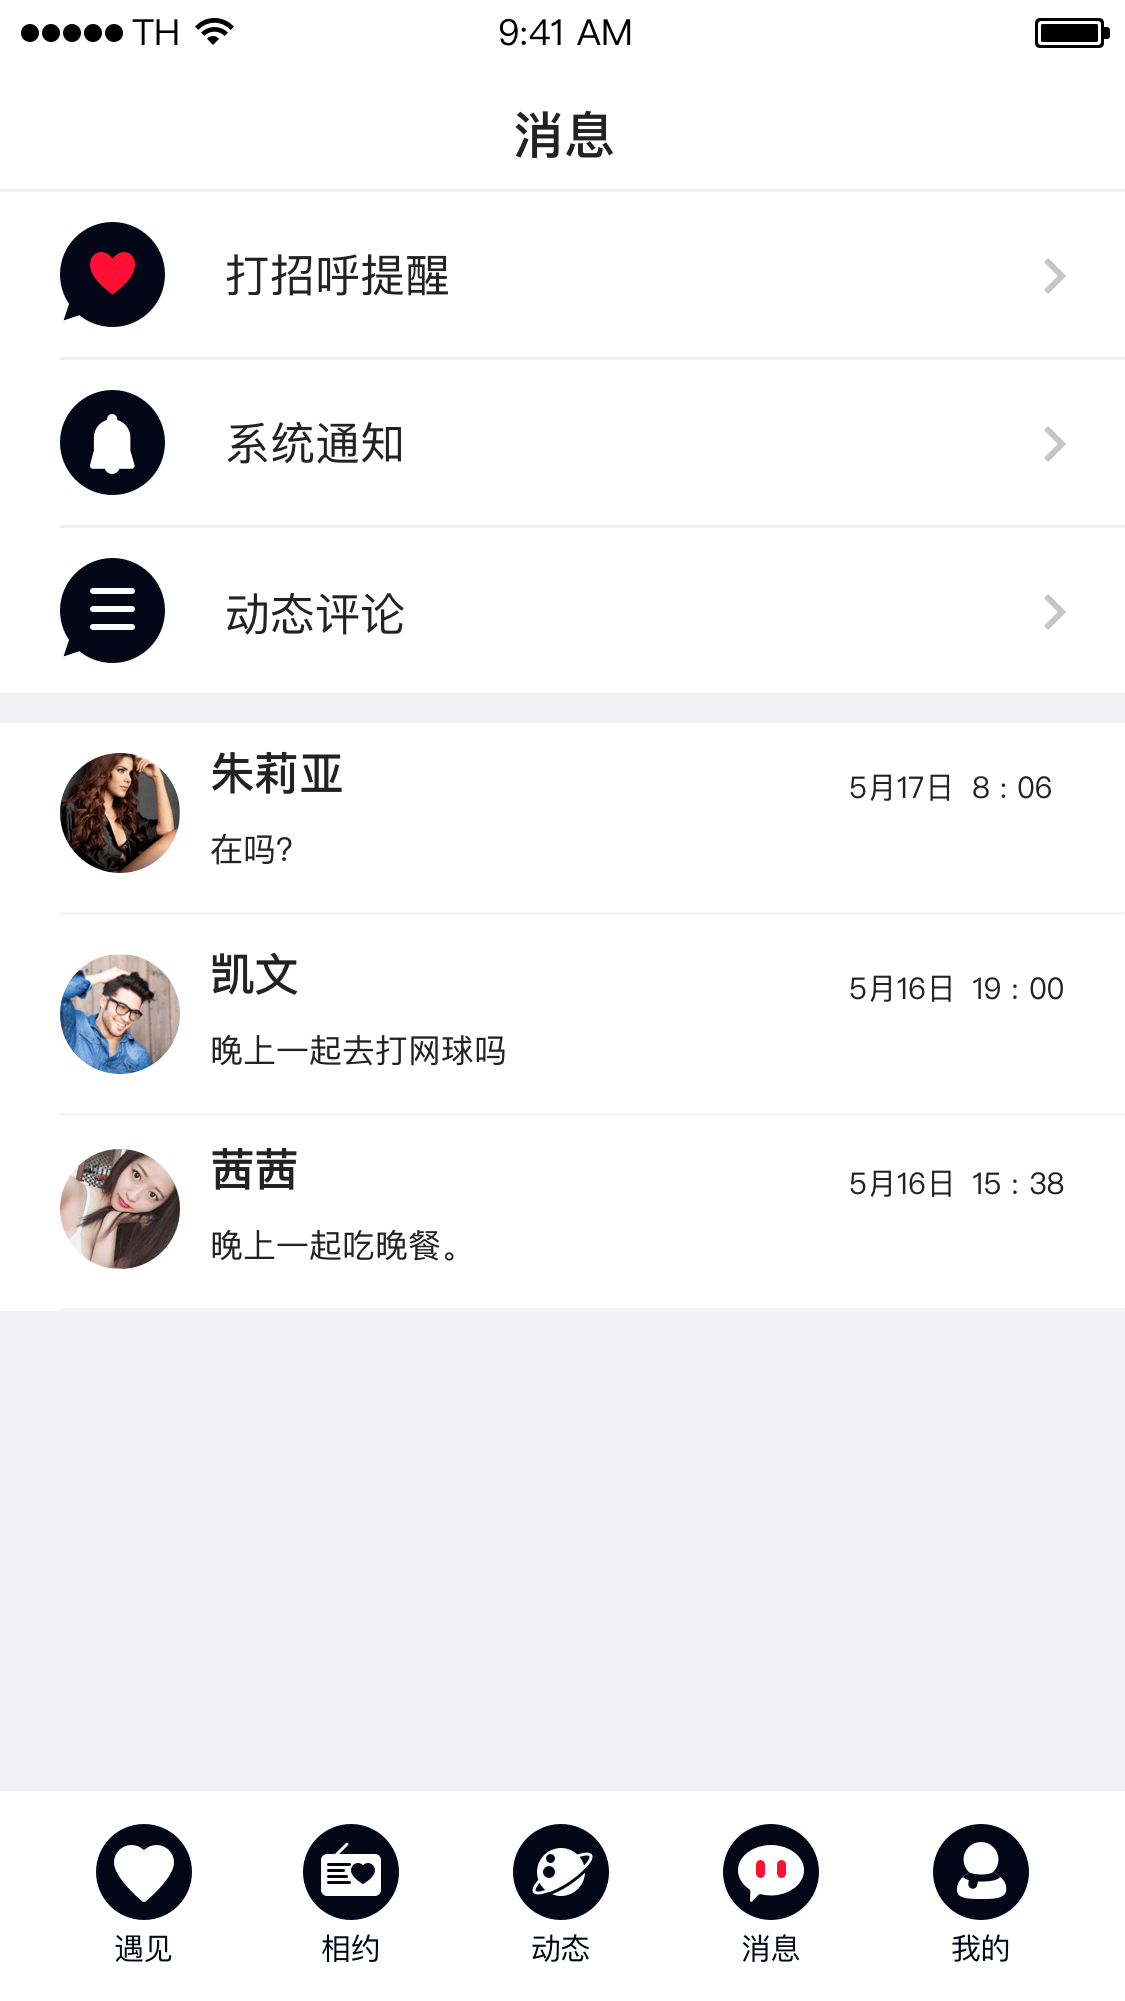 TH 9:41 AM
消息
打招呼提醒
系统通知
动态评论
朱莉亚 5月17日 8 : 06
在吗?
凯文 5月16日 19 : 00
晚上一起去打网球吗
茜茜 5月16日 15 : 38
晚上一起吃晚餐。
遇见 相约 动态 消息 我的